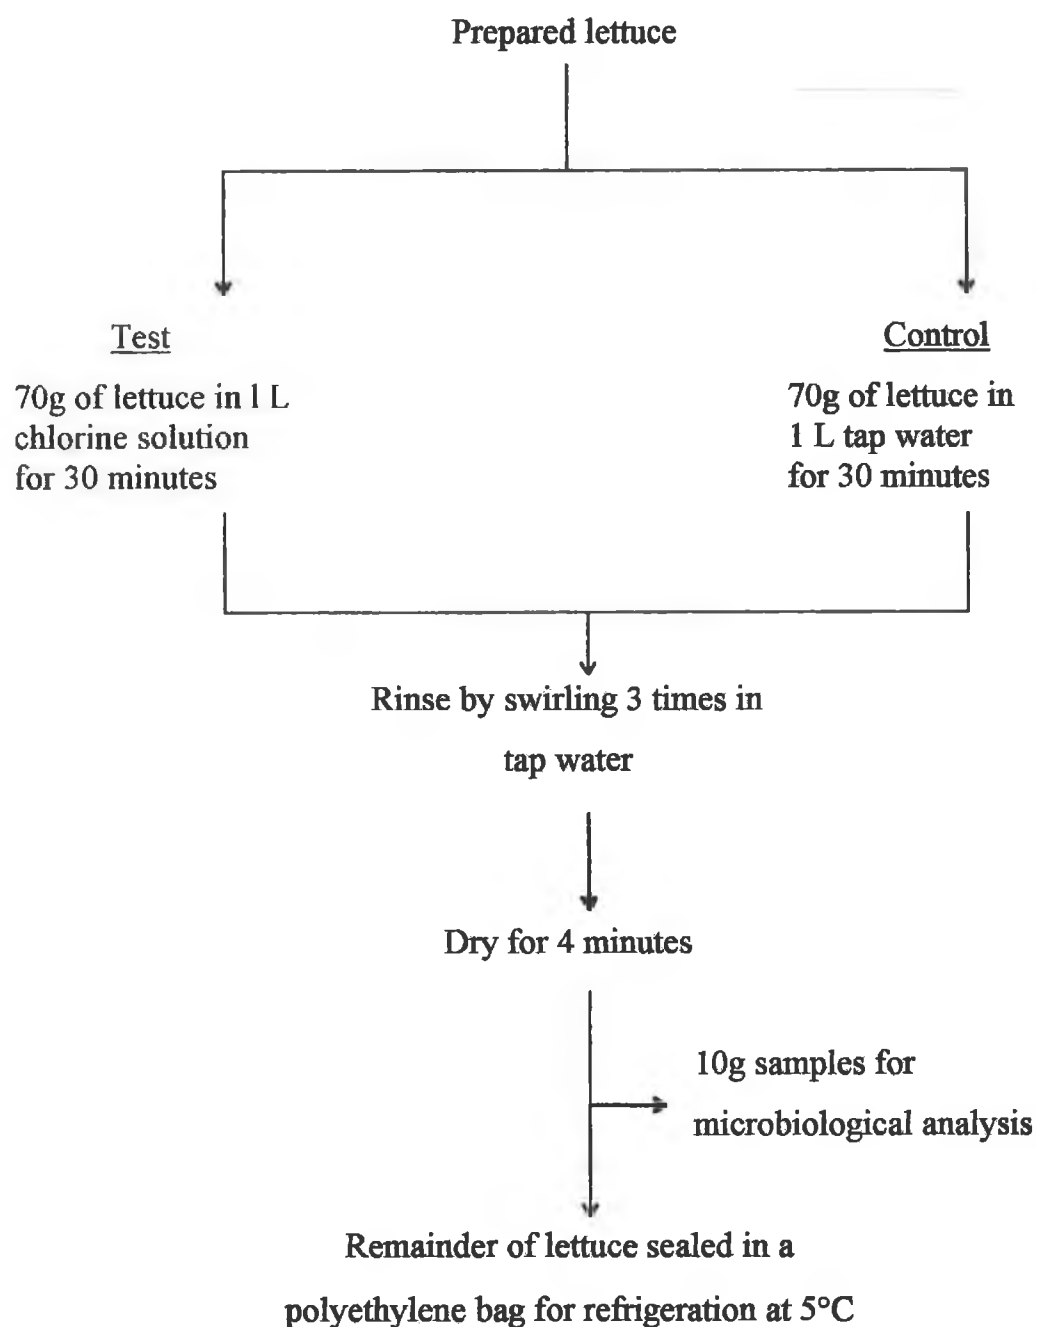 Prepared lettuce
Test
70g of lettuce in 1 L
chlorine solution
for 30 minutes
Control
70g of lettuce in
1 L tap water
for 30 minutes
Rinse by swirling 3 times in
tap water
Dry for 4 minutes
10g samples for
microbiological analysis
Remainder of lettuce sealed in a
polyethylene bag for refrigeration at 5°C